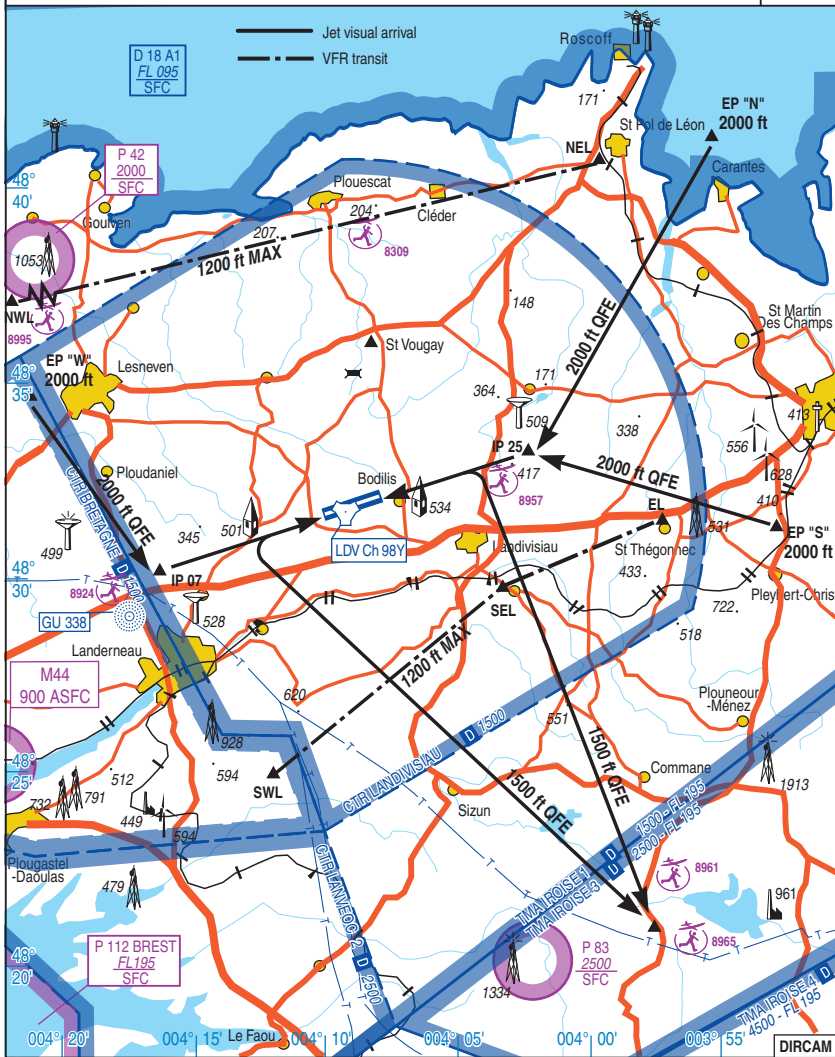 Jet visual arrival
VFR transit
D 18 A1
FL 095
SFC
Roscoff
171
EP "N"
2000 ft
St Pol de Léon
NEL
Carantes
P 42
2000
SFC
48°
40'
Plouescat
Goulven
204
Cléder
207
8309
1053
1200 ft MAX
NWL
8995
148
2000 ft QFE
St Martin
Des Champs
St Vougay
EP "W"
2000 ft
Lesneven
48°
35'
171
364
509
413
338
556
IP 25
417
628
2000 ft QFE
Ploudaniel
Bodilis
8957
410
CTR BRETAGNE D 1500
2000 ft QFE
501
534
EL
531
EP "S"
2000 ft
345
499
LDV Ch 98Y
Landivisiau
St Thégonnec
48°
30'
IP 07
433
Pleybert-Chris
8924
SEL
722
GU 338
528
518
Landerneau
1200 ft MAX
M44
900 ASFC
620
Plouneour
-Ménez
551
928
1500 ft QFE
D 1500
CTR LANDIVISIAU
48°
25'
594
SWL
Commane
1913
512
791
732
1500 ft QFE
Sizun
449
594
1500 - FL 195
2500 - FL 195
Plougastel
-Daoulas
TMA IROISE 1 D
TMA IROISE 3 D
479
8961
961
CTR LANVEOC 2 D 2500
8965
P 112 BREST
FL195
SFC
48°
20'
P 83
2500
SFC
1334
TMA IROISE 4 D
4500 - FL 195
Le Faou
004° 20'
004° 15'
004° 10'
004° 05'
004° 00'
003° 55'
DIRCAM